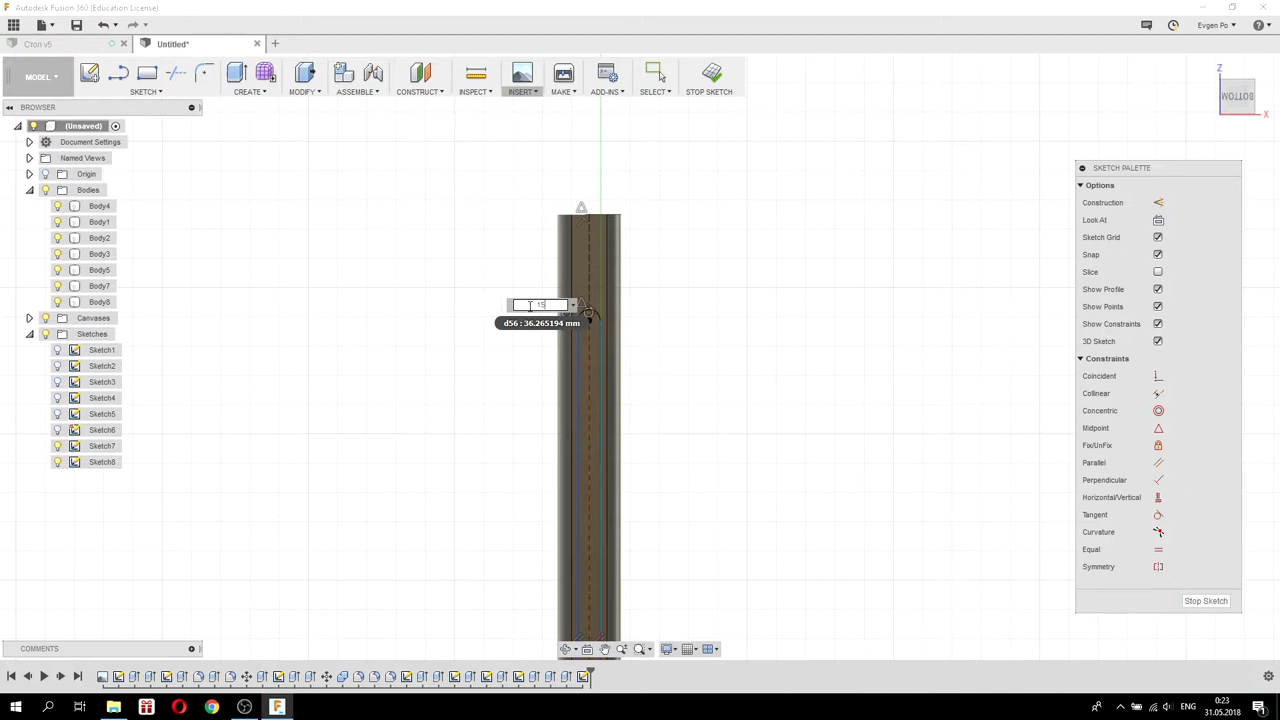 Autodesk Fusion 360 (Education License)
Evgen Po
Стол v5
Untitled*
MODEL
SKETCH
CREATE
MODIFY
ASSEMBLE
CONSTRUCT
INSPECT
INSERT
MAKE
ADD-INS
SELECT
STOP SKETCH
BROWSER
(Unsaved)
Document Settings
Named Views
Origin
Bodies
Body4
Body1
Body2
Body3
Body5
Body7
Body8
Canvases
Sketches
Sketch1
Sketch2
Sketch3
Sketch4
Sketch5
Sketch6
Sketch7
Sketch8
15
d56 : 36.265194 mm
Z
BOTTOM
X
SKETCH PALETTE
Options
Construction
Look At
Sketch Grid
Snap
Slice
Show Profile
Show Points
Show Constraints
3D Sketch
Constraints
Coincident
Collinear
Concentric
Midpoint
Fix/UnFix
Parallel
Perpendicular
Horizontal/Vertical
Tangent
Curvature
Equal
Symmetry
Stop Sketch
COMMENTS
ENG
0:23
31.05.2018